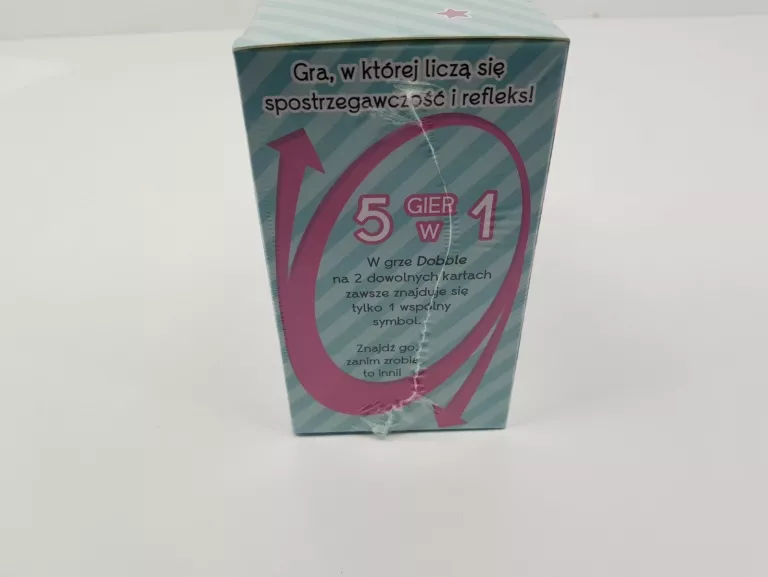 Gra, w której liczą się
spostrzegawczość i refleks!
5 GIER W 1
W grze Dobble
na 2 dowolnych kartach
zawsze znajduje się
tylko 1 wspólny
symbol.
Znajdź go,
zanim zrobią
to inni!